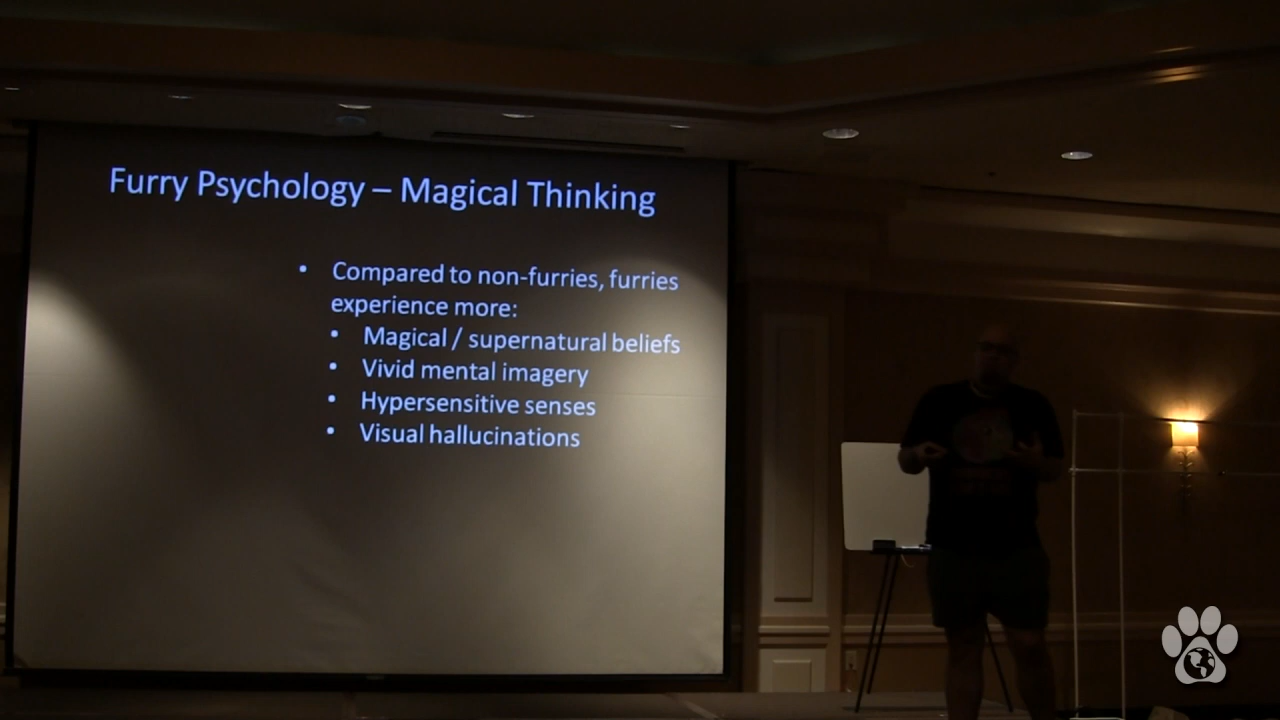 Furry Psychology – Magical Thinking
• Compared to non-furries, furries
experience more:
• Magical / supernatural beliefs
• Vivid mental imagery
• Hypersensitive senses
• Visual hallucinations